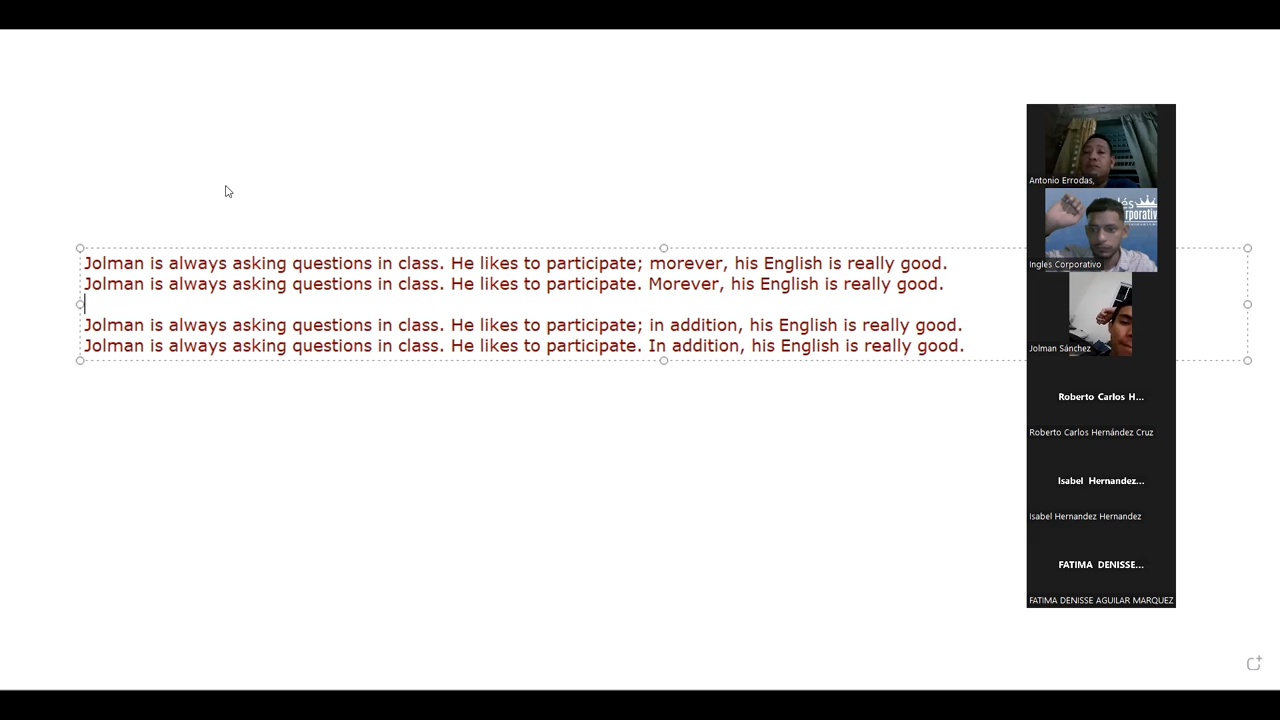 Jolman is always asking questions in class. He likes to participate; morever, his English is really good.
Jolman is always asking questions in class. He likes to participate. Morever, his English is really good.
Jolman is always asking questions in class. He likes to participate; in addition, his English is really good.
Jolman is always asking questions in class. He likes to participate. In addition, his English is really good.
Antonio Errodas,
Ingles Corporativo
Jolman Sánchez
Roberto Carlos H...
Roberto Carlos Hernández Cruz
Isabel Hernandez...
Isabel Hernandez Hernandez
FATIMA DENISSE...
FATIMA DENISSE AGUILAR MARQUEZ